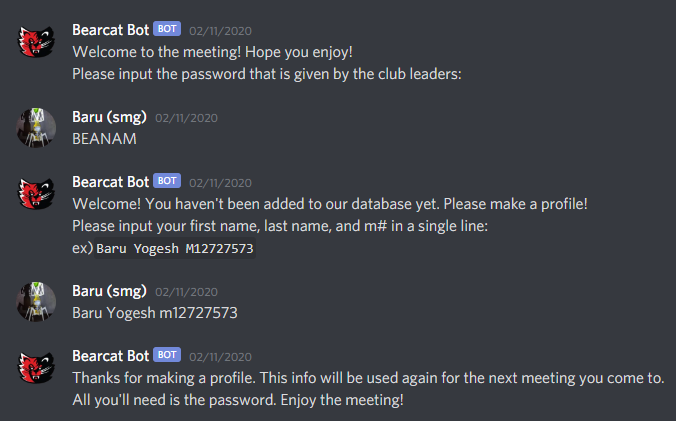 Bearcat Bot BOT 02/11/2020
Welcome to the meeting! Hope you enjoy!
Please input the password that is given by the club leaders:
Baru (smg) 02/11/2020
BEANAM
Bearcat Bot BOT 02/11/2020
Welcome! You haven't been added to our database yet. Please make a profile!
Please input your first name, last name, and m# in a single line:
ex) Baru Yogesh M12727573
Baru (smg) 02/11/2020
Baru Yogesh m12727573
Bearcat Bot BOT 02/11/2020
Thanks for making a profile. This info will be used again for the next meeting you come to.
All you'll need is the password. Enjoy the meeting!